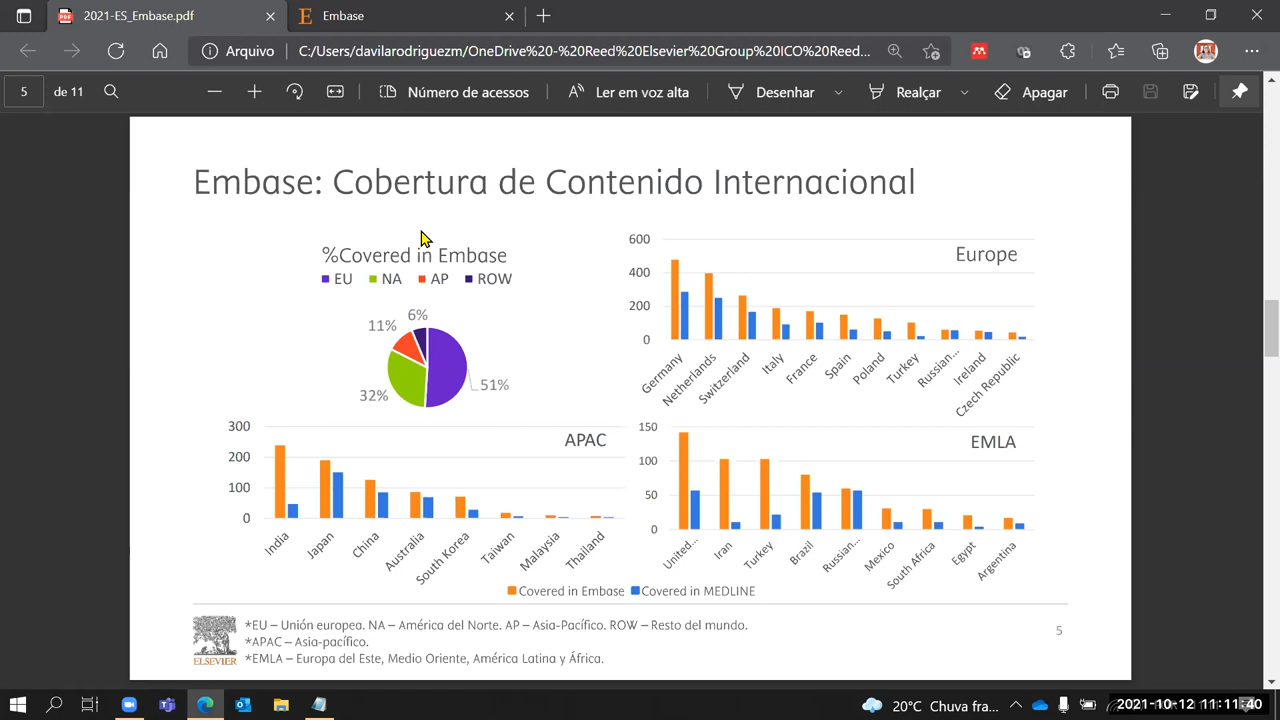 2021-ES_Embase.pdf
Embase
Arquivo
C:/Users/davilarodriguezm/OneDrive%20-%20Reed%20Elsevier%20Group%20ICO%20Reed...
5 de 11
Número de acessos
Ler em voz alta
Desenhar
Realçar
Apagar
Embase: Cobertura de Contenido Internacional
%Covered in Embase
EU NA AP ROW
6%
11%
51%
32%
Europe
600
400
200
0
Germany
Netherlands
Switzerland
Italy
France
Spain
Poland
Turkey
Russian...
Ireland
Czech Republic
APAC
300
200
100
0
India
Japan
China
Australia
South Korea
Taiwan
Malaysia
Thailand
EMLA
150
100
50
0
United...
Iran
Turkey
Brazil
Russian...
Mexico
South Africa
Egypt
Argentina
Covered in Embase Covered in MEDLINE
ELSEVIER
*EU – Unión europea. NA – América del Norte. AP – Asia-Pacífico. ROW – Resto del mundo.
*APAC – Asia-pacífico.
*EMLA – Europa del Este, Medio Oriente, América Latina y África.
5
20°C Chuva fra...
2021-10-12 11:11:40